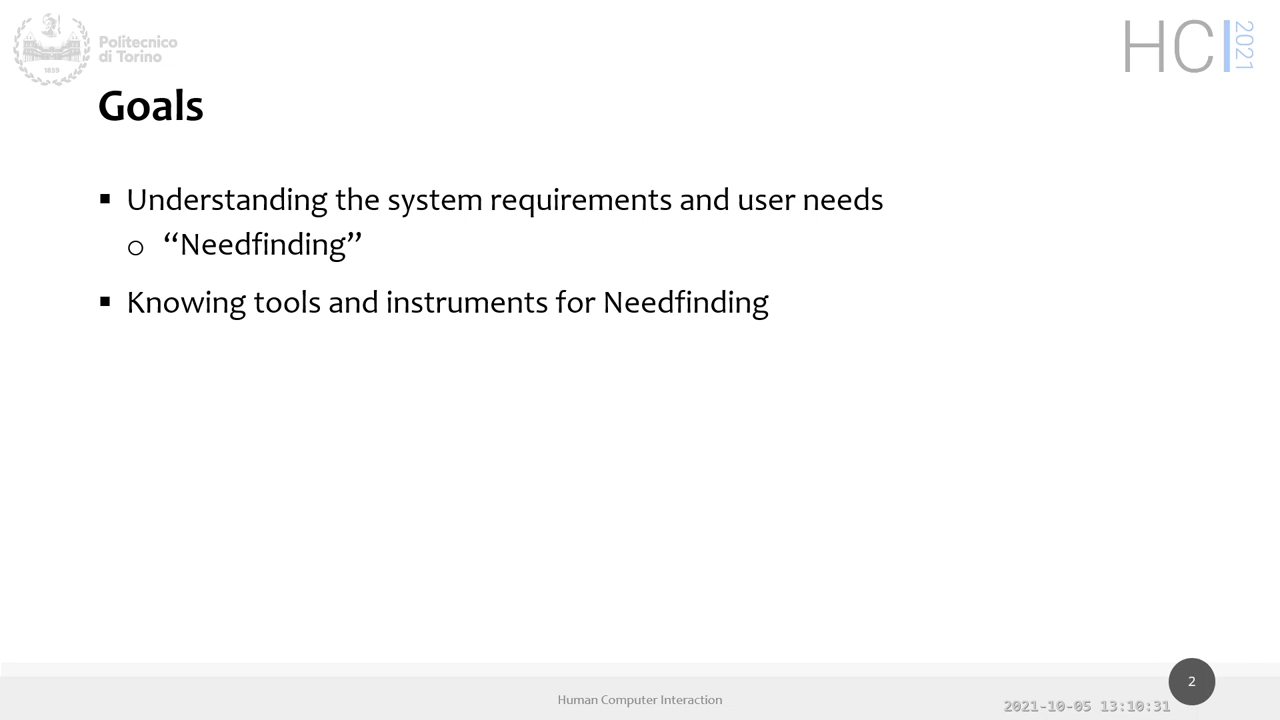 Politecnico
di Torino
1859
HCI 2021
Goals
▪ Understanding the system requirements and user needs
o “Needfinding”
▪ Knowing tools and instruments for Needfinding
Human Computer Interaction
2
2021-10-05 13:10:31